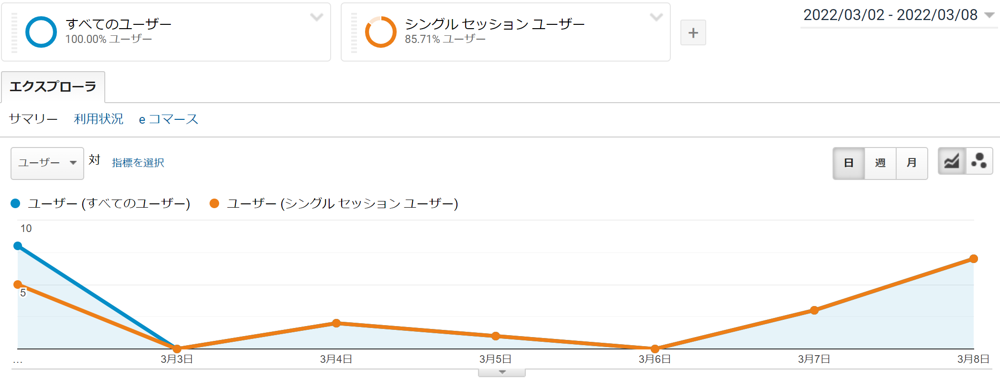 すべてのユーザー
100.00% ユーザー
シングル セッション ユーザー
85.71% ユーザー
+
2022/03/02 - 2022/03/08
エクスプローラ
サマリー 利用状況 e コマース
ユーザー 対 指標を選択
日 週 月
ユーザー (すべてのユーザー) ユーザー (シングル セッション ユーザー)
10
5
... 3月3日 3月4日 3月5日 3月6日 3月7日 3月8日